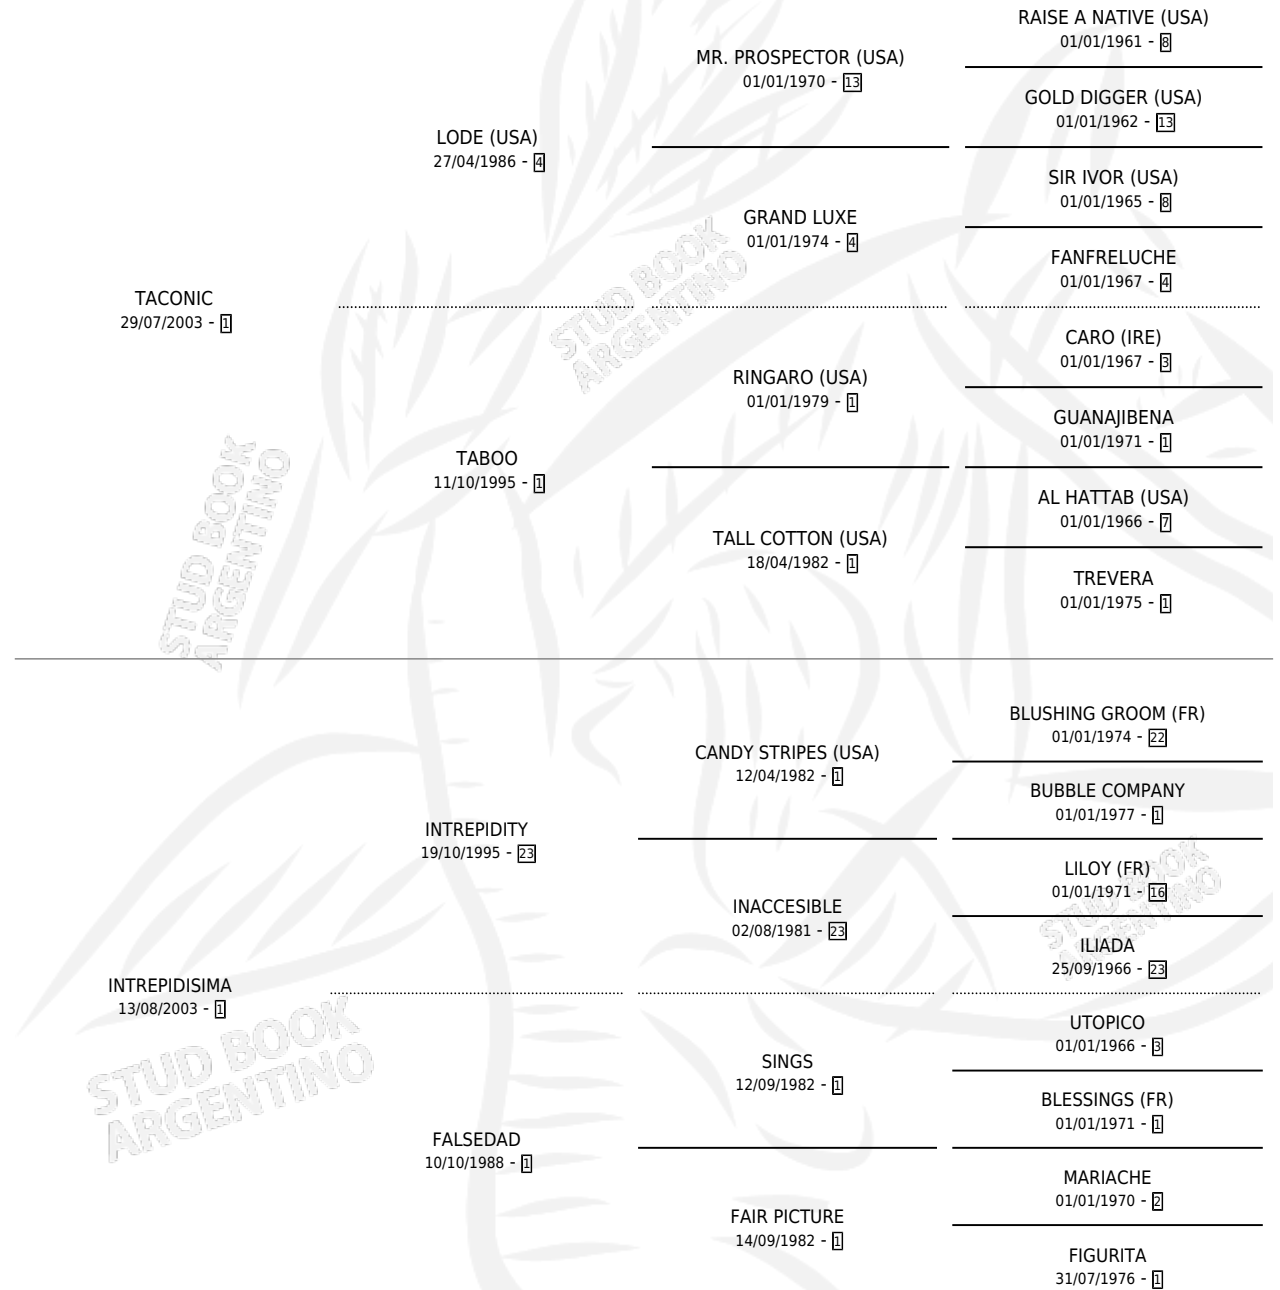 RAISE A NATIVE (USA)
01/01/1961 - 8
MR. PROSPECTOR (USA)
01/01/1970 - 13
GOLD DIGGER (USA)
01/01/1962 - 13
LODE (USA)
27/04/1986 - 4
SIR IVOR (USA)
01/01/1965 - 8
GRAND LUXE
01/01/1974 - 4
FANFRELUCHE
01/01/1967 - 4
STUD BOOK
ARGENTINO
TACONIC
29/07/2003 - 1
CARO (IRE)
01/01/1967 - 3
RINGARO (USA)
01/01/1979 - 1
GUANAJIBENA
01/01/1971 - 1
TABOO
11/10/1995 - 1
AL HATTAB (USA)
01/01/1966 - 7
TALL COTTON (USA)
18/04/1982 - 1
TREVERA
01/01/1975 - 1
STUD BOOK
ARGENTINO
BLUSHING GROOM (FR)
01/01/1974 - 22
CANDY STRIPES (USA)
12/04/1982 - 1
BUBBLE COMPANY
01/01/1977 - 1
INTREPIDITY
19/10/1995 - 23
LILOY (FR)
01/01/1971 - 16
INACCESIBLE
02/08/1981 - 23
STUD BOOK
ARGENTINO
ILIADA
25/09/1966 - 23
INTREPIDISIMA
13/08/2003 - 1
UTOPICO
01/01/1966 - 3
SINGS
12/09/1982 - 1
BLESSINGS (FR)
01/01/1971 - 1
STUD BOOK
ARGENTINO
FALSEDAD
10/10/1988 - 1
MARIACHE
01/01/1970 - 2
FAIR PICTURE
14/09/1982 - 1
FIGURITA
31/07/1976 - 1